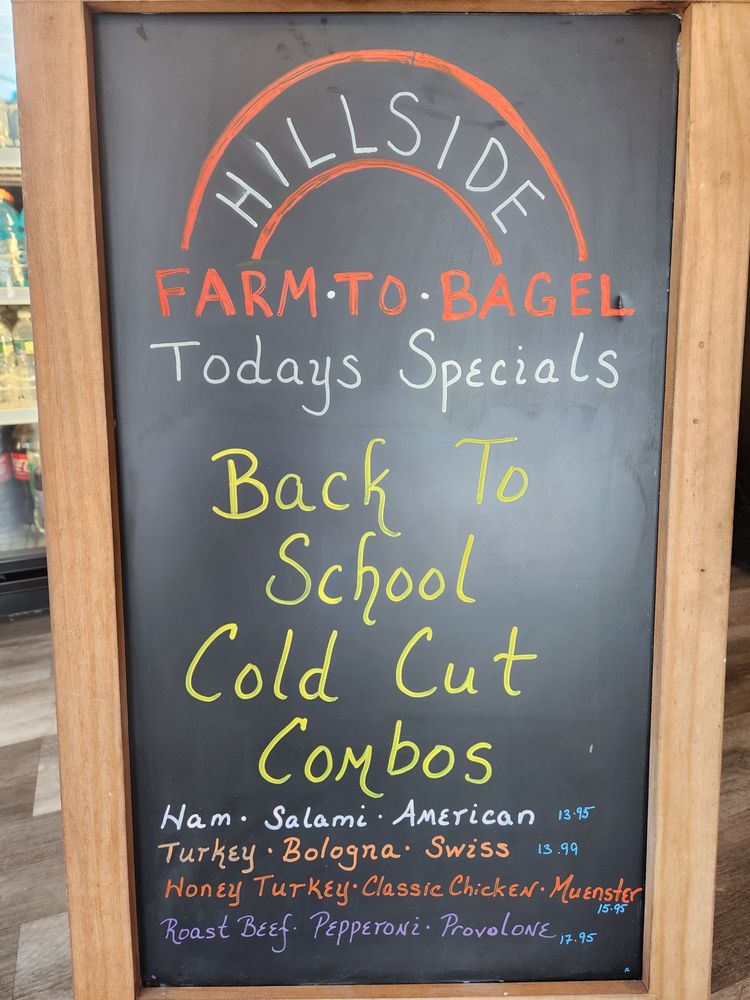 HILLSIDE
FARM·TO·BAGEL
Todays Specials
Back To
School
Cold Cut
Combos
Ham· Salami· American 13.95
Turkey· Bologna· Swiss 13.99
Honey Turkey· Classic Chicken· Muenster
15.95
Roast Beef· Pepperoni· Provolone 17.95